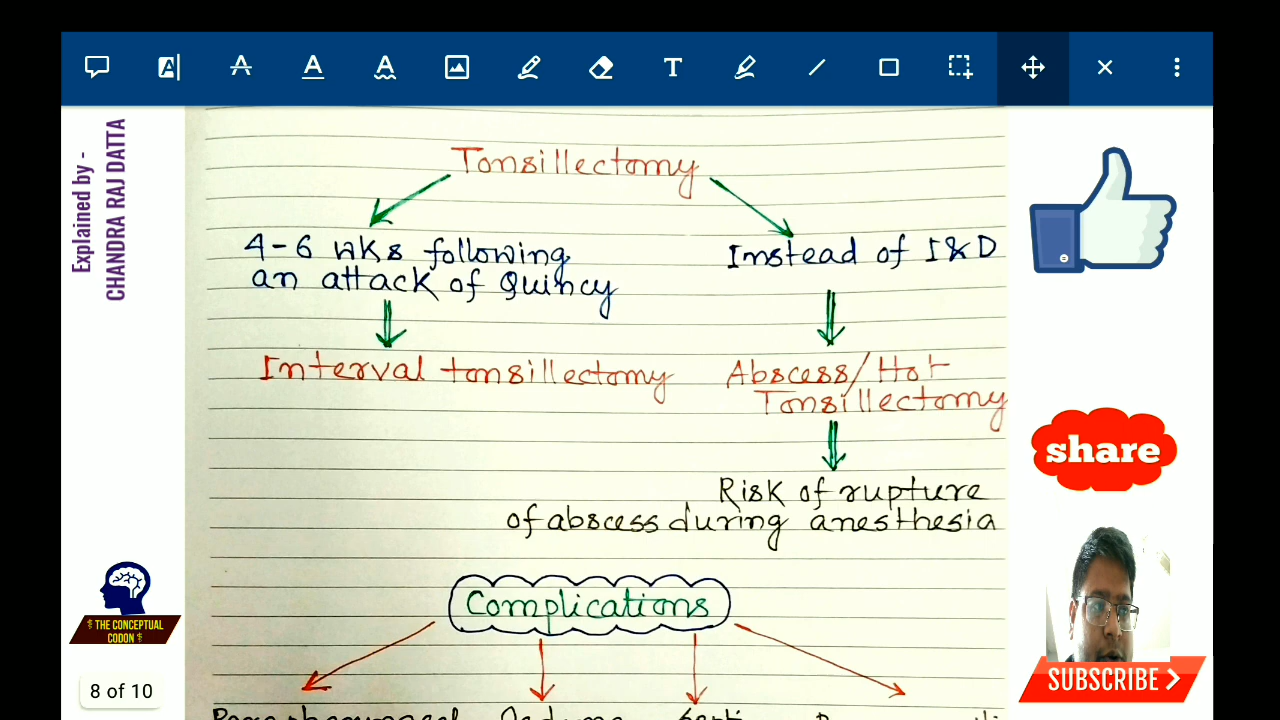 Explained by -
CHANDRA RAJ DATTA
Tonsillectomy
4-6 wks following
an attack of Quincy
Instead of I&D
Interval tonsillectomy
Abscess/Hot
Tonsillectomy
Risk of rupture
of abscess during anesthesia
Complications
share
THE CONCEPTUAL
CODON
8 of 10
SUBSCRIBE